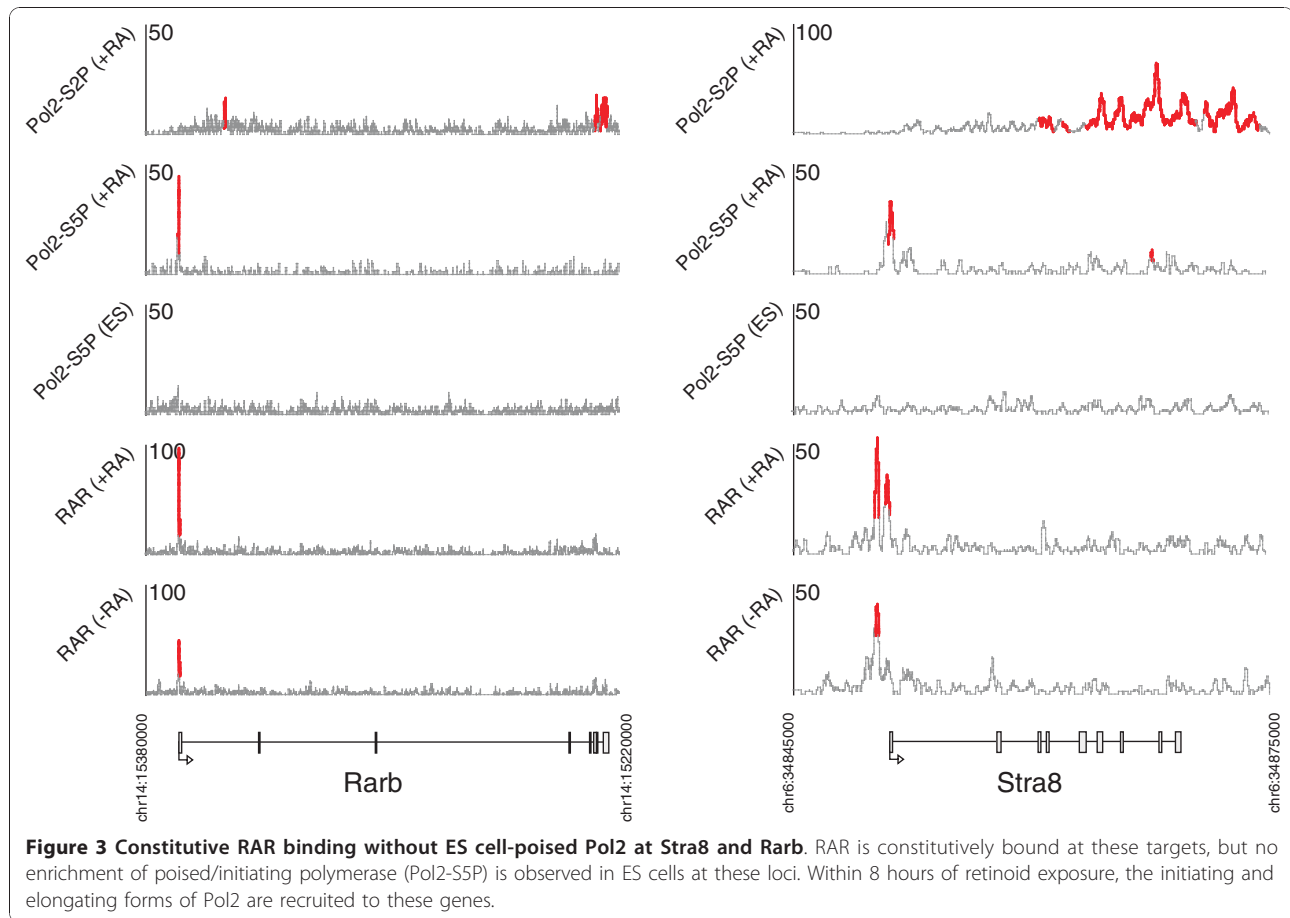 Pol2-S2P (+RA)
50
Pol2-S5P (+RA)
50
Pol2-S5P (ES)
50
RAR (+RA)
100
RAR (-RA)
100
chr14:15380000
Rarb
chr14:15220000
Pol2-S2P (+RA)
100
Pol2-S5P (+RA)
50
Pol2-S5P (ES)
50
RAR (+RA)
50
RAR (-RA)
50
chr6:34845000
Stra8
chr6:34875000
Figure 3 Constitutive RAR binding without ES cell-poised Pol2 at Stra8 and Rarb. RAR is constitutively bound at these targets, but no
enrichment of poised/initiating polymerase (Pol2-S5P) is observed in ES cells at these loci. Within 8 hours of retinoid exposure, the initiating and
elongating forms of Pol2 are recruited to these genes.